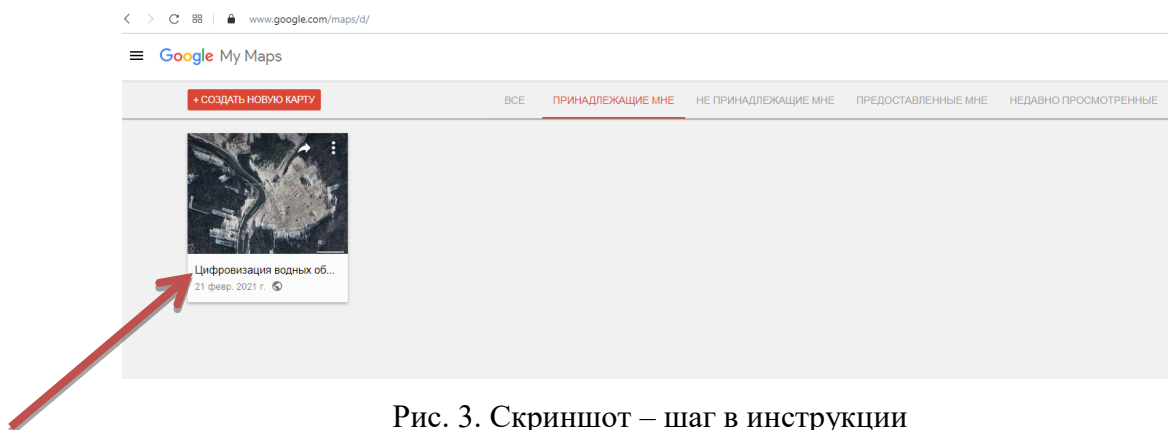 www.google.com/maps/d/
Google My Maps
+ СОЗДАТЬ НОВУЮ КАРТУ ВСЕ ПРИНАДЛЕЖАЩИЕ МНЕ НЕ ПРИНАДЛЕЖАЩИЕ МНЕ ПРЕДОСТАВЛЕННЫЕ МНЕ НЕДАВНО ПРОСМОТРЕННЫЕ
Цифровизация водных об...
21 февр. 2021 г.
Рис. 3. Скриншот – шаг в инструкции